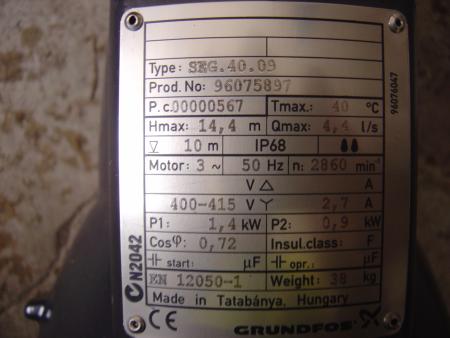 Type: SEG.40.09
Prod. No: 96075897
P. c. 00000567 Tmax.: 40 °C
Hmax: 14,4 m Qmax: 4,4 l/s
10 m IP68
Motor: 3 ~ 50 Hz n: 2860 min-1
V △ A
400-415 V Y 2,7 A
P1: 1,4 kW P2: 0,9 kW
Cosφ: 0,72 Insul.class: F
start: µF opr.: µF
EN 12050-1 Weight: 38 kg
Made in Tatabánya, Hungary
CE GRUNDFOS
N2042
96076047